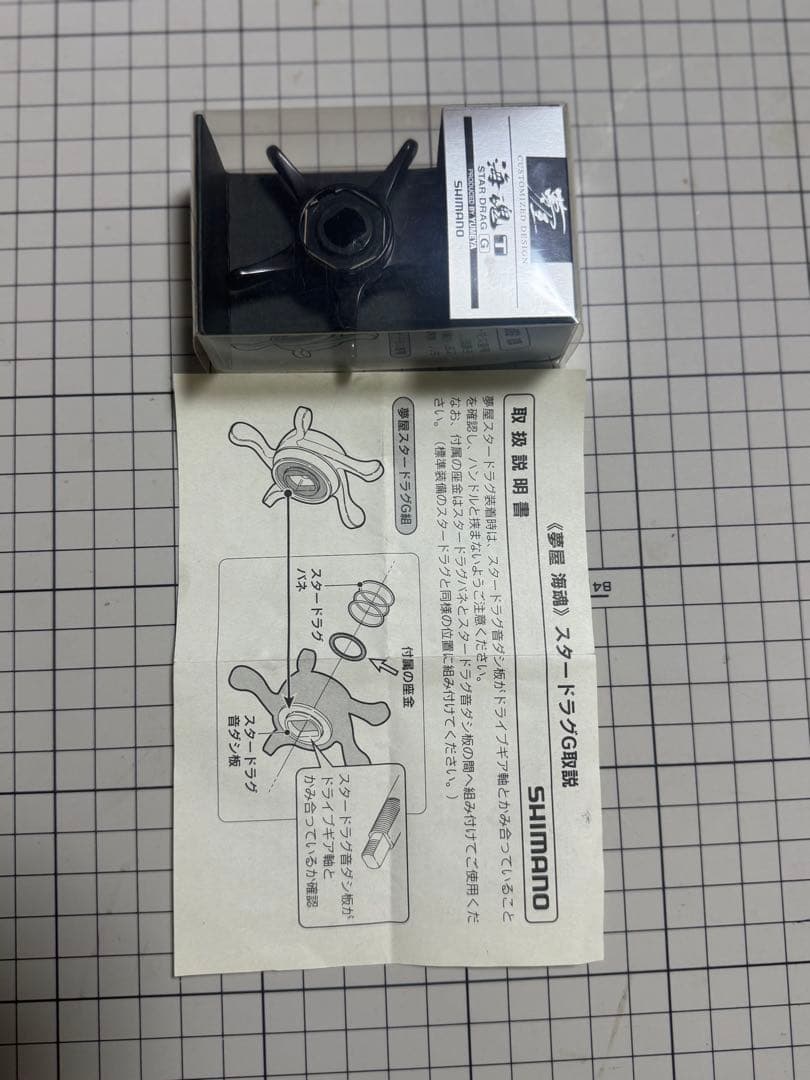 夢屋
CUSTOMIZED DESIGN
海魂T
STAR DRAG G
PRODUCED BY YUMEYA
SHIMANO
《夢屋 海魂》スタードラグG取説
取扱説明書
SHIMANO
夢屋スタードラグ装着時は、スタードラグ音ダシ板がドライブギア軸とかみ合っていること
を確認し、ハンドルと挟まないようご注意ください。
なお、付属の座金はスタードラグバネとスタードラグ音ダシ板の間へ組み付けてご使用くだ
さい。（標準装備のスタードラグと同様の位置に組み付けてください。）
夢屋スタードラグG組
スタードラグ
バネ
付属の座金
スタードラグ
音ダシ板
スタードラグ音ダシ板が
ドライブギア軸と
かみ合っているか確認
B4